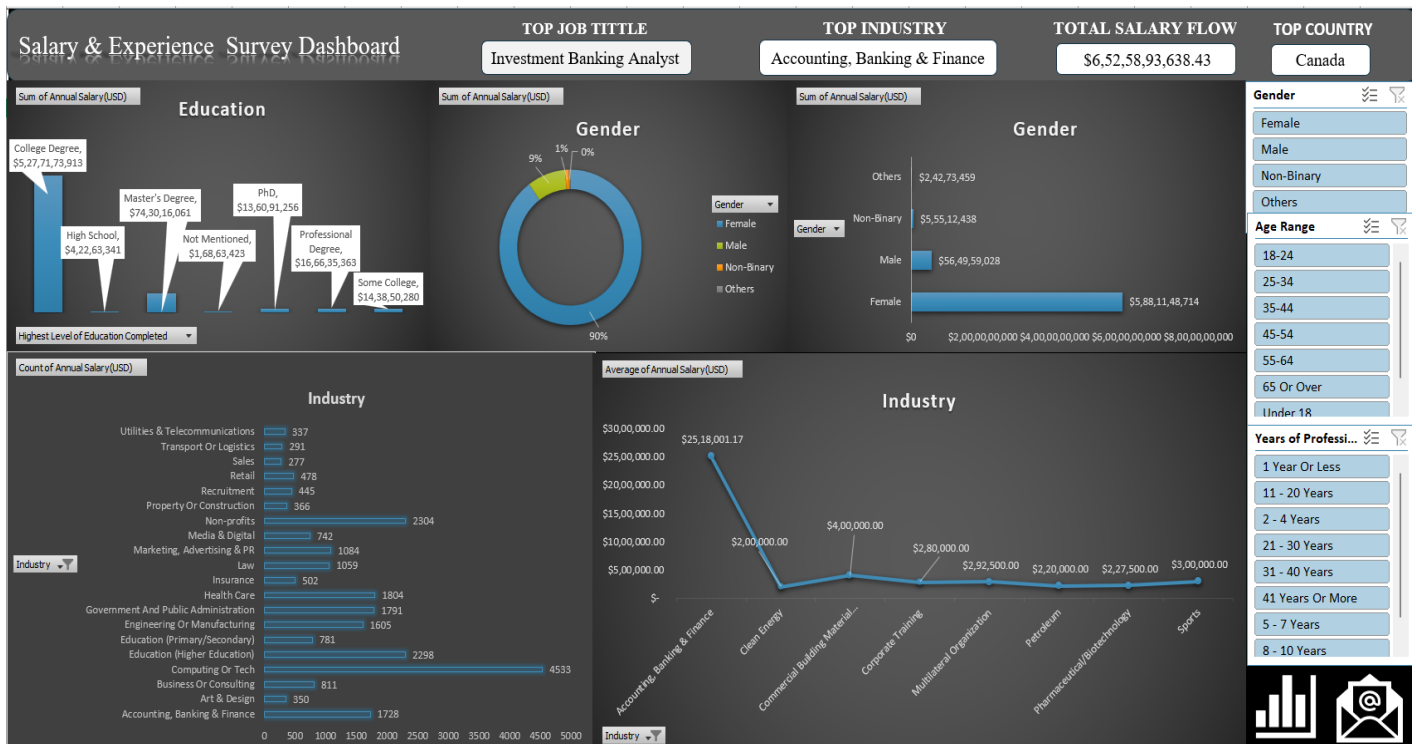 Salary & Experience Survey Dashboard
TOP JOB TITTLE
Investment Banking Analyst
TOP INDUSTRY
Accounting, Banking & Finance
TOTAL SALARY FLOW
$6,52,58,93,638.43
TOP COUNTRY
Canada
Sum of Annual Salary(USD)
Education
College Degree,
$5,27,71,73,913
High School,
$4,22,63,341
Master's Degree,
$74,30,16,061
Not Mentioned,
$1,68,63,423
PhD,
$13,60,91,256
Professional
Degree,
$16,66,35,363
Some College,
$14,38,50,280
Highest Level of Education Completed
Sum of Annual Salary(USD)
Gender
9%
1%
0%
90%
Gender
Female
Male
Non-Binary
Others
Sum of Annual Salary(USD)
Gender
Gender
Others
$2,42,73,459
Non-Binary
$5,55,12,438
Male
$56,49,59,028
Female
$5,88,11,48,714
$0
$2,00,00,00,000
$4,00,00,00,000
$6,00,00,00,000
$8,00,00,00,000
Gender
Female
Male
Non-Binary
Others
Age Range
18-24
25-34
35-44
45-54
55-64
65 Or Over
Under 18
Years of Professi...
1 Year Or Less
11 - 20 Years
2 - 4 Years
21 - 30 Years
31 - 40 Years
41 Years Or More
5 - 7 Years
8 - 10 Years
Count of Annual Salary(USD)
Industry
Industry
Utilities & Telecommunications 337
Transport Or Logistics 291
Sales 277
Retail 478
Recruitment 445
Property Or Construction 366
Non-profits 2304
Media & Digital 742
Marketing, Advertising & PR 1084
Law 1059
Insurance 502
Health Care 1804
Government And Public Administration 1791
Engineering Or Manufacturing 1605
Education (Primary/Secondary) 781
Education (Higher Education) 2298
Computing Or Tech 4533
Business Or Consulting 811
Art & Design 350
Accounting, Banking & Finance 1728
0 500 1000 1500 2000 2500 3000 3500 4000 4500 5000
Average of Annual Salary(USD)
Industry
$30,00,000.00
$25,00,000.00
$20,00,000.00
$15,00,000.00
$10,00,000.00
$5,00,000.00
$-
$25,18,001.17
$2,00,000.00
$4,00,000.00
$2,80,000.00
$2,92,500.00
$2,20,000.00
$2,27,500.00
$3,00,000.00
Accounting, Banking & Finance
Clean Energy
Commercial Building Material...
Corporate Training
Multilateral Organization
Petroleum
Pharmaceutical/Biotechnology
Sports
Industry
@